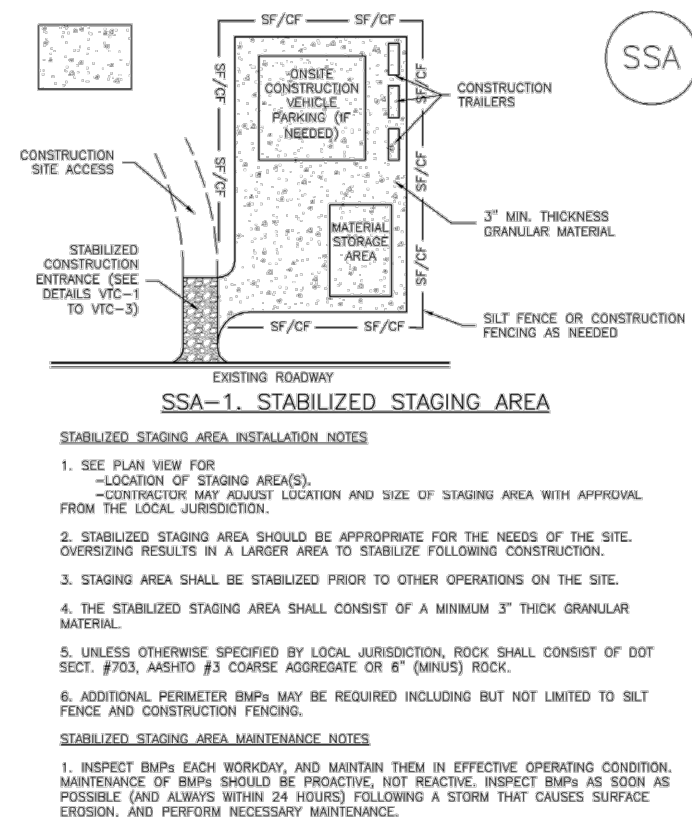 SF/CF
SF/CF
SSA
SF/CF
ONSITE
CONSTRUCTION
VEHICLE
PARKING (IF
NEEDED)
SF/CF
CONSTRUCTION
TRAILERS
CONSTRUCTION
SITE ACCESS
SF/CF
SF/CF
3" MIN. THICKNESS
GRANULAR MATERIAL
MATERIAL
STORAGE
AREA
STABILIZED
CONSTRUCTION
ENTRANCE (SEE
DETAILS VTC-1
TO VTC-3)
SF/CF
SF/CF
SF/CF
SILT FENCE OR CONSTRUCTION
FENCING AS NEEDED
EXISTING ROADWAY
SSA-1. STABILIZED STAGING AREA
STABILIZED STAGING AREA INSTALLATION NOTES
1. SEE PLAN VIEW FOR
-LOCATION OF STAGING AREA(S).
-CONTRACTOR MAY ADJUST LOCATION AND SIZE OF STAGING AREA WITH APPROVAL
FROM THE LOCAL JURISDICTION.
2. STABILIZED STAGING AREA SHOULD BE APPROPRIATE FOR THE NEEDS OF THE SITE.
OVERSIZING RESULTS IN A LARGER AREA TO STABILIZE FOLLOWING CONSTRUCTION.
3. STAGING AREA SHALL BE STABILIZED PRIOR TO OTHER OPERATIONS ON THE SITE.
4. THE STABILIZED STAGING AREA SHALL CONSIST OF A MINIMUM 3" THICK GRANULAR
MATERIAL.
5. UNLESS OTHERWISE SPECIFIED BY LOCAL JURISDICTION, ROCK SHALL CONSIST OF DOT
SECT. #703, AASHTO #3 COARSE AGGREGATE OR 6" (MINUS) ROCK.
6. ADDITIONAL PERIMETER BMPs MAY BE REQUIRED INCLUDING BUT NOT LIMITED TO SILT
FENCE AND CONSTRUCTION FENCING.
STABILIZED STAGING AREA MAINTENANCE NOTES
1. INSPECT BMPs EACH WORKDAY, AND MAINTAIN THEM IN EFFECTIVE OPERATING CONDITION.
MAINTENANCE OF BMPs SHOULD BE PROACTIVE, NOT REACTIVE. INSPECT BMPs AS SOON AS
POSSIBLE (AND ALWAYS WITHIN 24 HOURS) FOLLOWING A STORM THAT CAUSES SURFACE
EROSION, AND PERFORM NECESSARY MAINTENANCE.